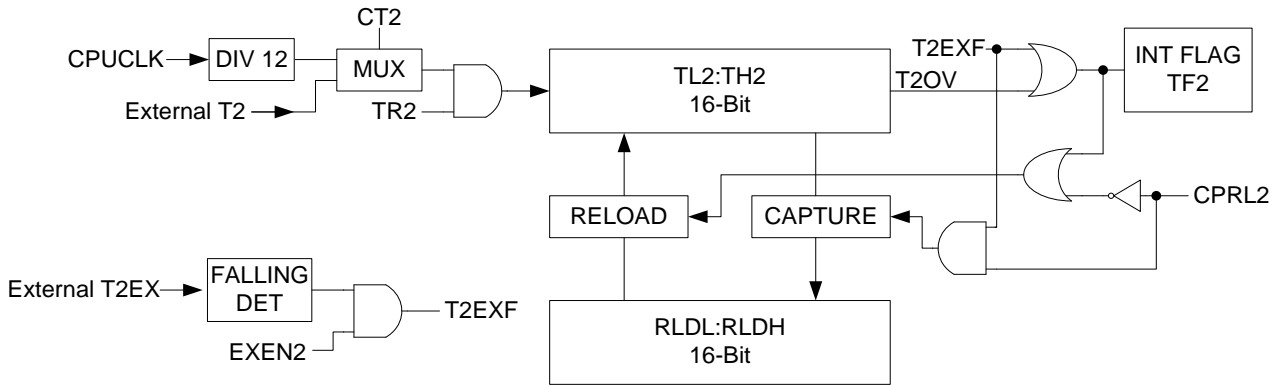 CT2
CPUCLK
DIV 12
MUX
External T2
TR2
TL2:TH2
16-Bit
T2EXF
T2OV
INT FLAG
TF2
RELOAD
CAPTURE
CPRL2
External T2EX
FALLING
DET
EXEN2
T2EXF
RLDL:RLDH
16-Bit